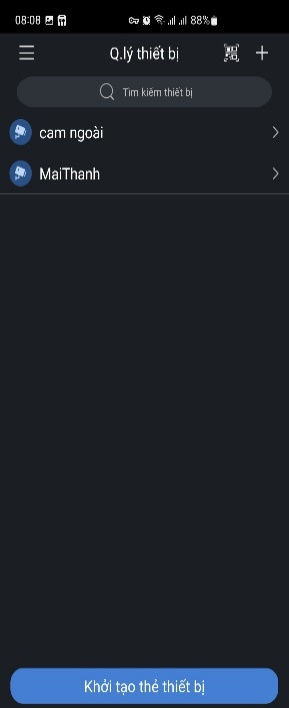 08:08 88%
Q.lý thiết bị
Tìm kiếm thiết bị
cam ngoài
MaiThanh
Khởi tạo thẻ thiết bị